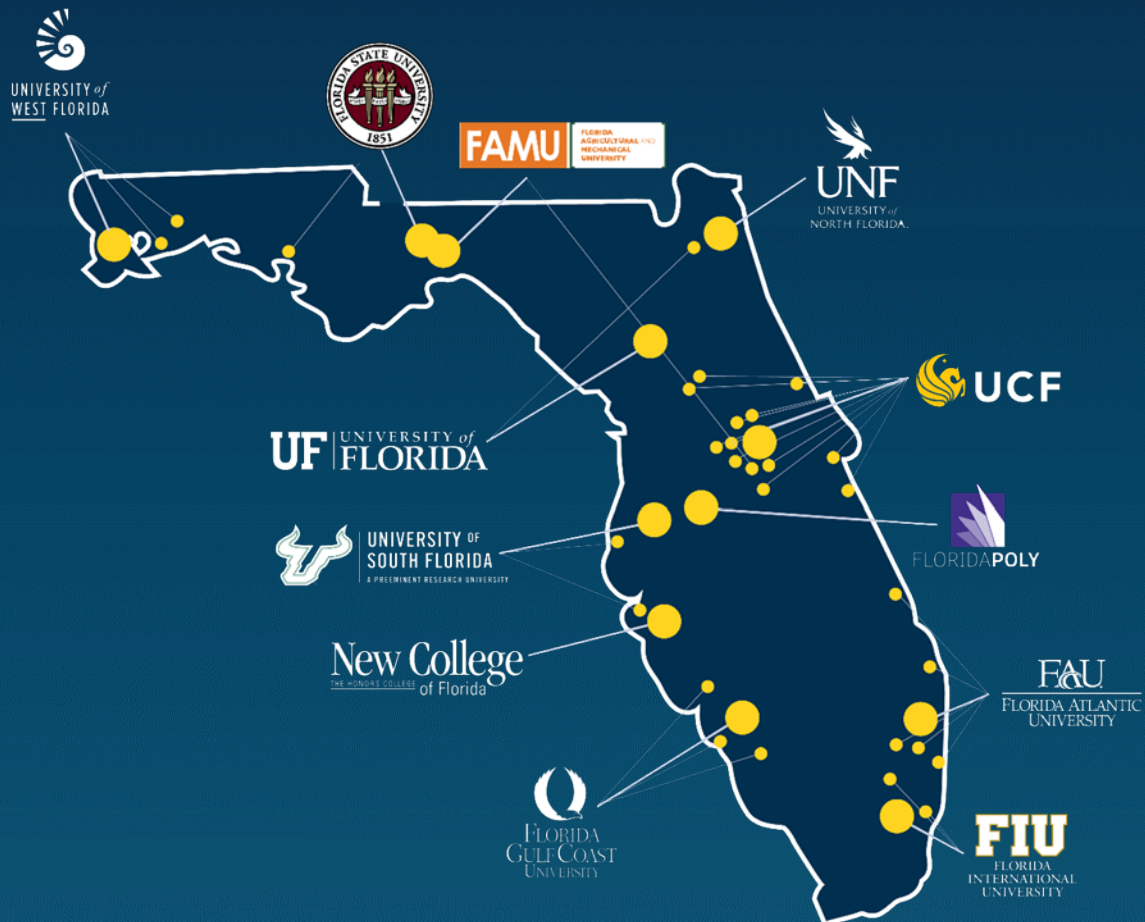 UNIVERSITY of
WEST FLORIDA
FLORIDA STATE UNIVERSITY
1851
FAMU
FLORIDA
AGRICULTURAL AND
MECHANICAL
UNIVERSITY
UNF
UNIVERSITY of
NORTH FLORIDA.
UCF
UF
UNIVERSITY of
FLORIDA
UNIVERSITY OF
SOUTH FLORIDA
A PREEMINENT RESEARCH UNIVERSITY
FLORIDAPOLY
New College
THE HONORS COLLEGE
of Florida
FAU
FLORIDA ATLANTIC
UNIVERSITY
FLORIDA
GULF COAST
UNIVERSITY
FIU
FLORIDA
INTERNATIONAL
UNIVERSITY